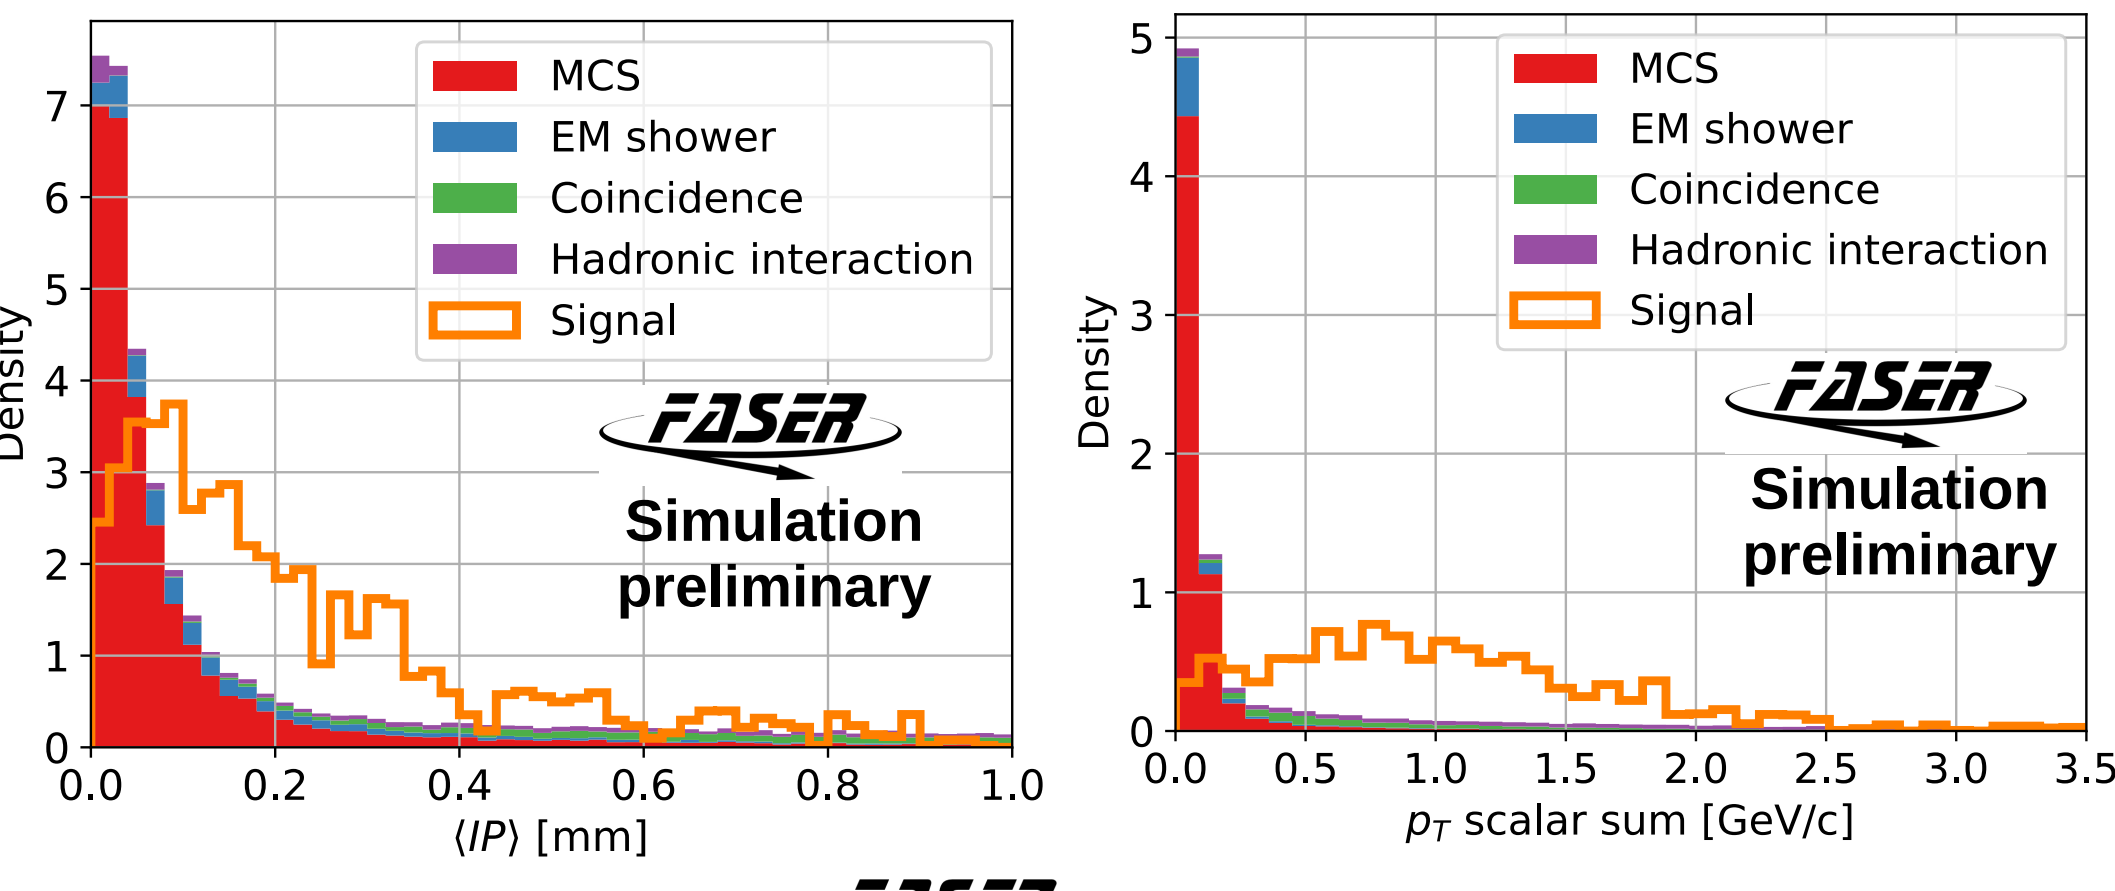 Density
7
6
5
4
3
2
1
0
0.0 0.2 0.4 0.6 0.8 1.0
⟨IP⟩ [mm]
MCS
EM shower
Coincidence
Hadronic interaction
Signal
FASER
Simulation
preliminary
Density
5
4
3
2
1
0
0.0 0.5 1.0 1.5 2.0 2.5 3.0 3.5
p_T scalar sum [GeV/c]
MCS
EM shower
Coincidence
Hadronic interaction
Signal
FASER
Simulation
preliminary